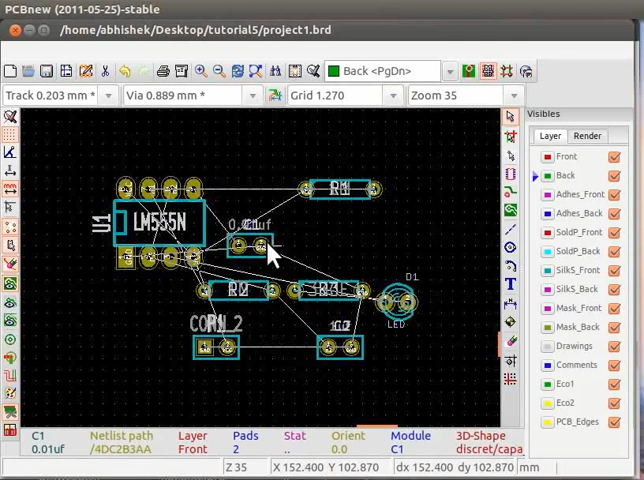 PCBnew (2011-05-25)-stable
/home/abhishek/Desktop/tutorial5/project1.brd
Back <PgDn>
Track 0.203 mm * Via 0.889 mm * Grid 1.270 Zoom 35
Visibles
Layer Render
Front
Back
Adhes_Front
Adhes_Back
SoldP_Front
SoldP_Back
SilkS_Front
SilkS_Back
Mask_Front
Mask_Back
Drawings
Comments
Eco1
Eco2
PCB_Edges
U1
LM555N
D1
LED
C1 Netlist path Layer Pads Stat Orient Module 3D-Shape
0.01uf /4DC2B3AA Front 2 .. 0.0 C1 discret/capa
Z 35 X 152.400 Y 102.870 dx 152.400 dy 102.870 mm